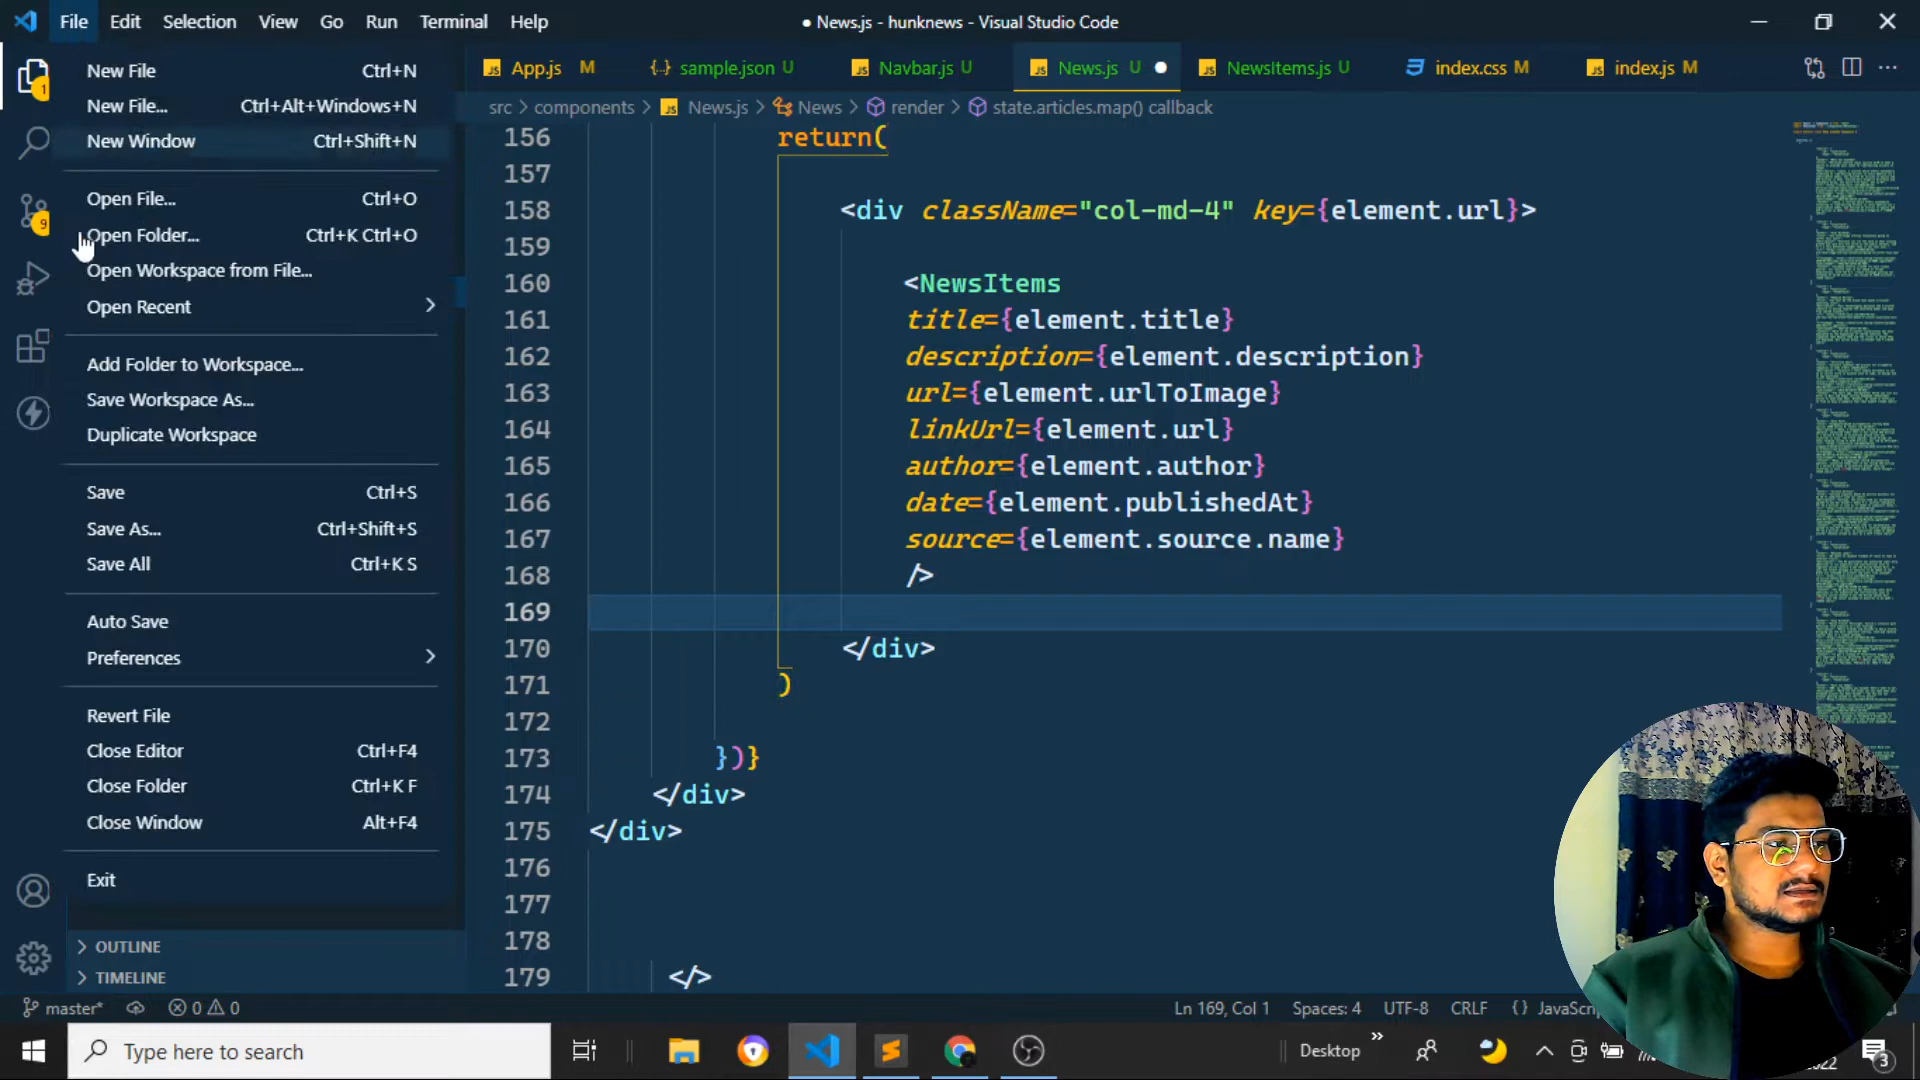 File Edit Selection View Go Run Terminal Help
● News.js - hunknews - Visual Studio Code
App.js M sample.json U Navbar.js U News.js U NewsItems.js U index.css M index.js M
src > components > News.js > News > render > state.articles.map() callback
New File Ctrl+N
New File... Ctrl+Alt+Windows+N
New Window Ctrl+Shift+N
Open File... Ctrl+O
Open Folder... Ctrl+K Ctrl+O
Open Workspace from File...
Open Recent >
Add Folder to Workspace...
Save Workspace As...
Duplicate Workspace
Save Ctrl+S
Save As... Ctrl+Shift+S
Save All Ctrl+K S
Auto Save
Preferences >
Revert File
Close Editor Ctrl+F4
Close Folder Ctrl+K F
Close Window Alt+F4
Exit
1
9
> OUTLINE
> TIMELINE
156 return(
157
158 <div className="col-md-4" key={element.url}>
159
160 <NewsItems
161 title={element.title}
162 description={element.description}
163 url={element.urlToImage}
164 linkUrl={element.url}
165 author={element.author}
166 date={element.publishedAt}
167 source={element.source.name}
168 />
169
170 </div>
171 )
172
173 })}
174 </div>
175 </div>
176
177
178
179 </>
master* 0 0 Ln 169, Col 1 Spaces: 4 UTF-8 CRLF {}
Type here to search
Desktop
3